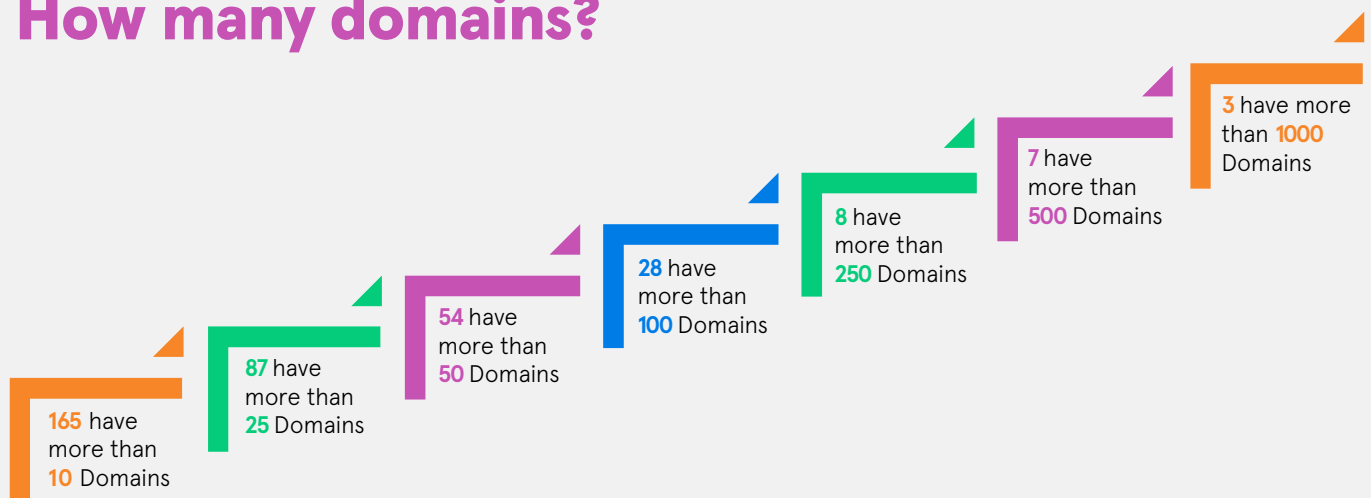 How many domains?
165 have
more than
10 Domains
87 have
more than
25 Domains
54 have
more than
50 Domains
28 have
more than
100 Domains
8 have
more than
250 Domains
7 have
more than
500 Domains
3 have more
than 1000
Domains